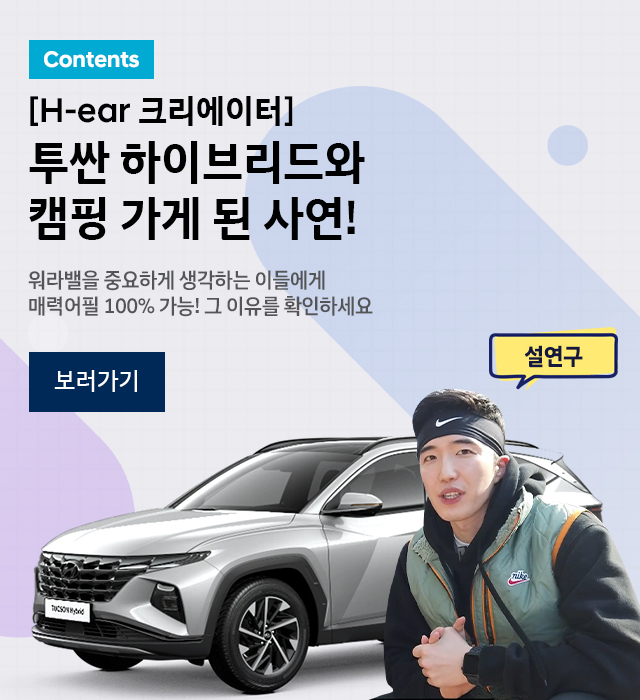 Contents
[H-ear 크리에이터]
투싼 하이브리드와
캠핑 가게 된 사연!
워라밸을 중요하게 생각하는 이들에게
매력어필 100% 가능! 그 이유를 확인하세요
보러가기
설연구
NIKE
TUCSON Hybrid